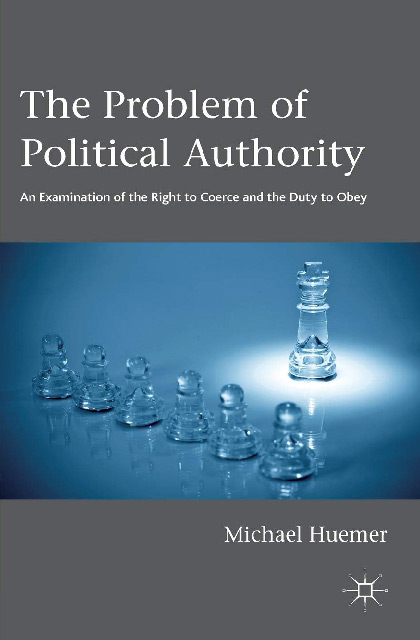 The Problem of
Political Authority
An Examination of the Right to Coerce and the Duty to Obey
Michael Huemer